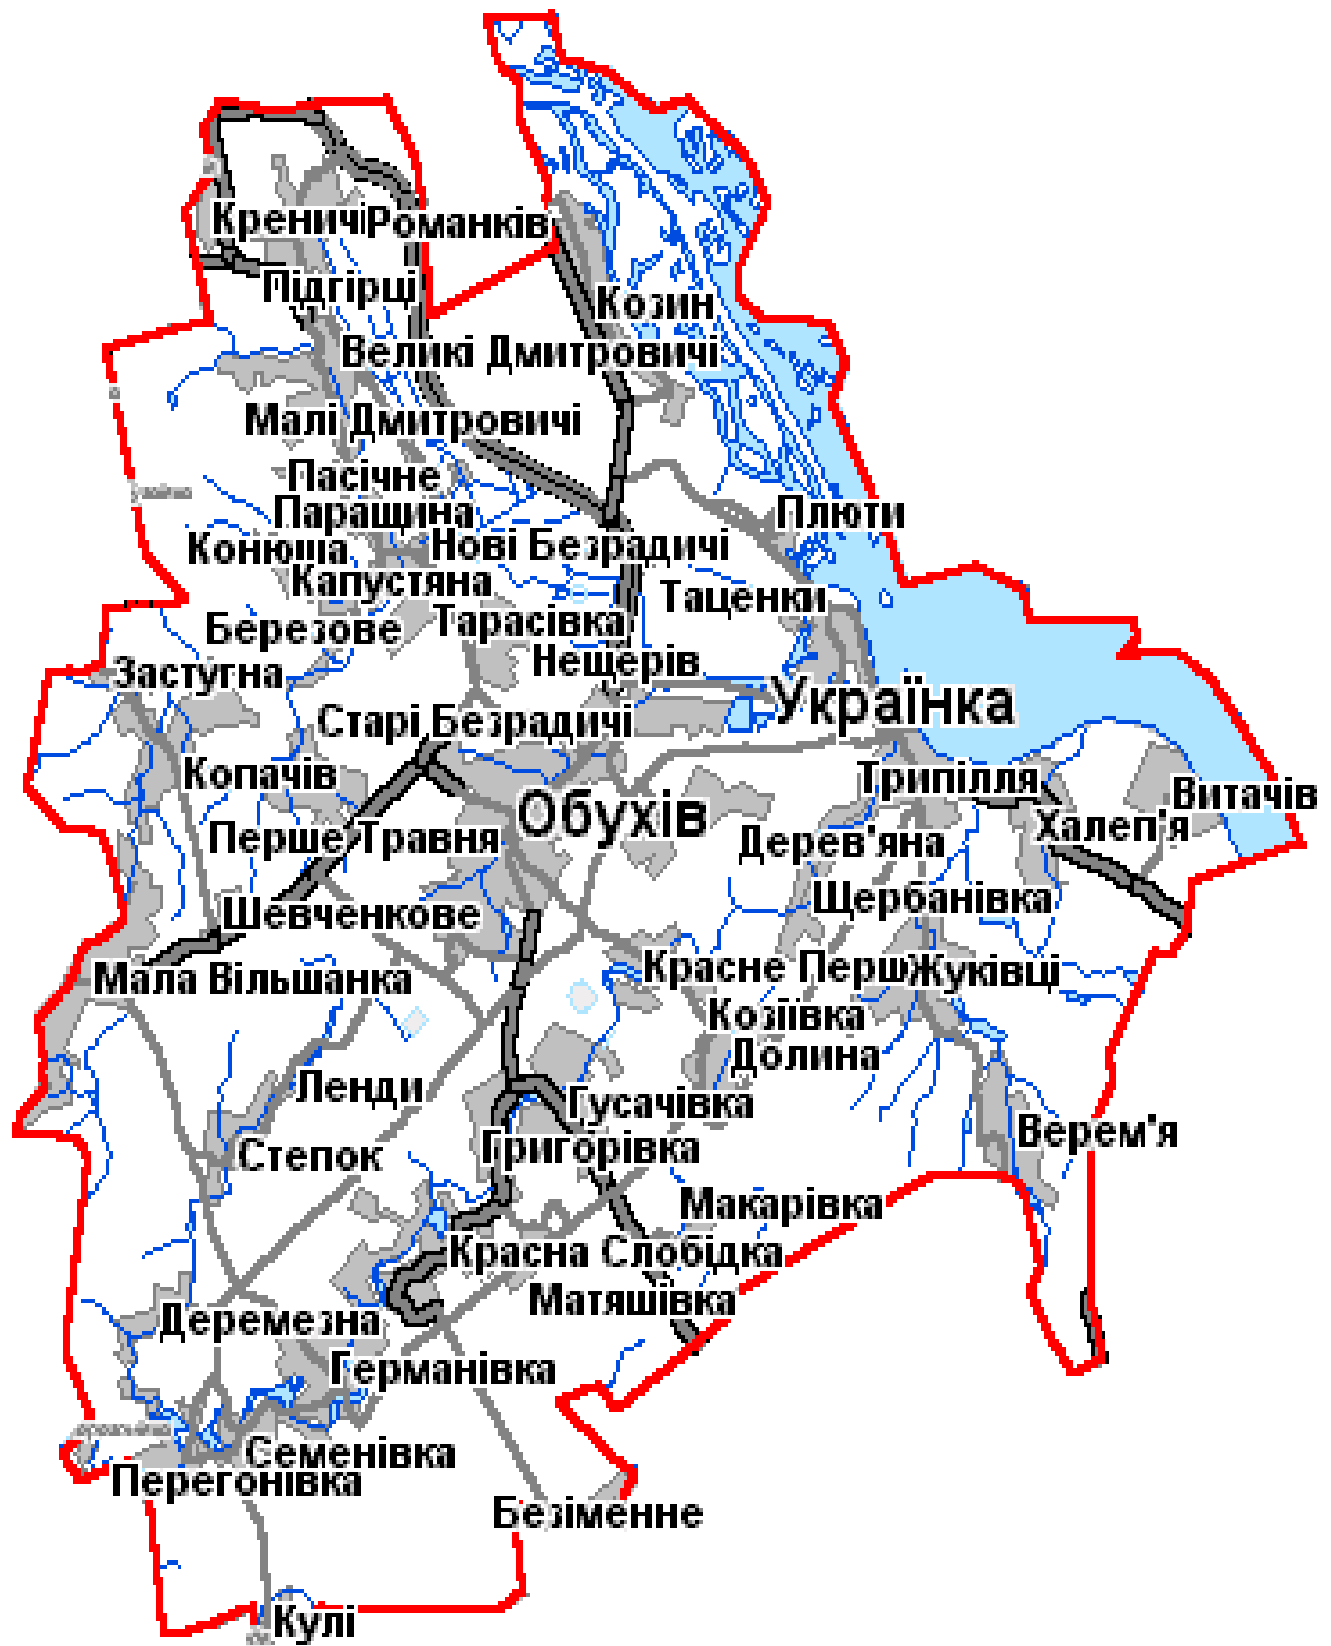 Креничі
Романків
Підгірці
Козин
Великі Дмитровичі
Малі Дмитровичі
Пасічне
Паращина
Плюти
Конюша
Нові Безрадичі
Капустяна
Таценки
Березове
Тарасівка
Нещерів
Застугна
Українка
Старі Безрадичі
Копачів
Трипілля
Витачів
Обухів
Халеп'я
Перше Травня
Дерев'яна
Щербанівка
Шевченкове
Мала Вільшанка
Красне Перш
Жуківці
Козіївка
Долина
Ленди
Гусачівка
Верем'я
Григорівка
Степок
Макарівка
Красна Слобідка
Матяшівка
Деремезна
Германівка
Семенівка
Перегонівка
Безіменне
Кулі